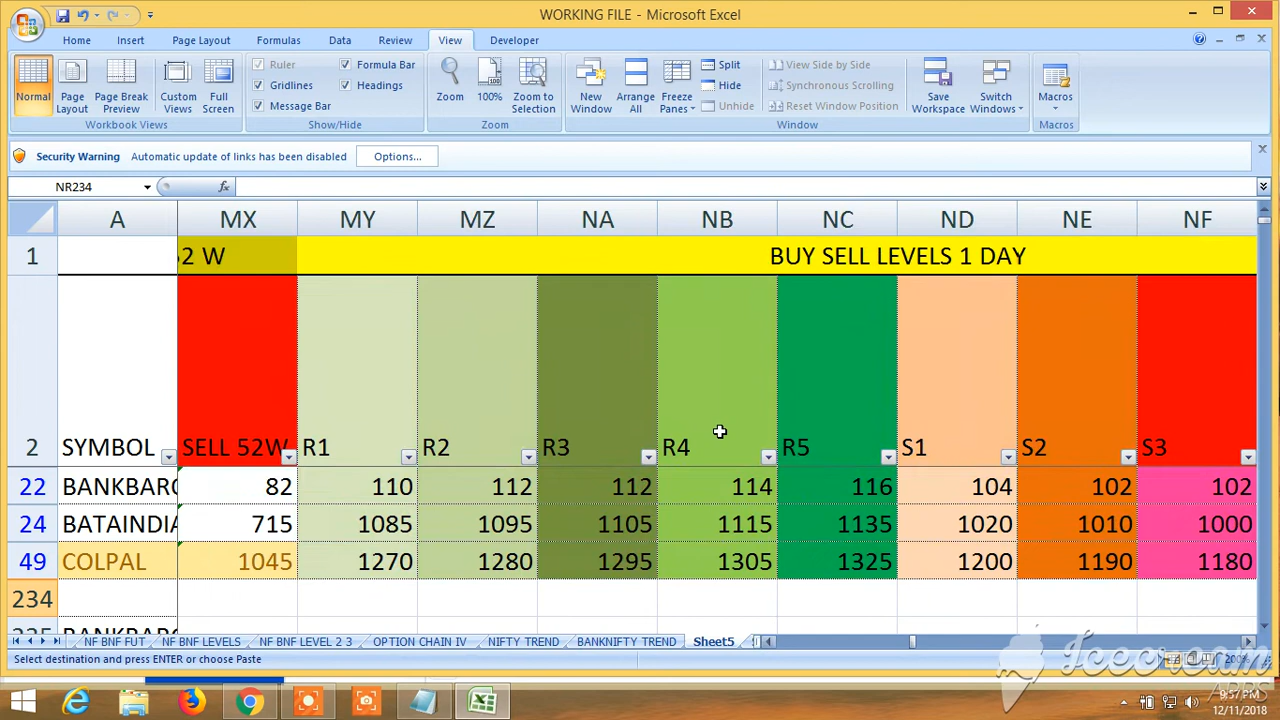 WORKING FILE - Microsoft Excel
Home Insert Page Layout Formulas Data Review View Developer
Normal Page Layout Page Break Preview Custom Views Full Screen
Workbook Views
Ruler Formula Bar
Gridlines Headings
Message Bar
Show/Hide
Zoom 100% Zoom to Selection
Zoom
New Window Arrange All Freeze Panes
Split
Hide
Unhide
View Side by Side
Synchronous Scrolling
Reset Window Position
Window
Save Workspace Switch Windows
Macros
Macros
Security Warning Automatic update of links has been disabled Options...
NR234 fx
A MX MY MZ NA NB NC ND NE NF
1 52 W BUY SELL LEVELS 1 DAY
2 SYMBOL SELL 52W R1 R2 R3 R4 R5 S1 S2 S3
22 BANKBARO 82 110 112 112 114 116 104 102 102
24 BATAINDIA 715 1085 1095 1105 1115 1135 1020 1010 1000
49 COLPAL 1045 1270 1280 1295 1305 1325 1200 1190 1180
234
NF BNF FUT NF BNF LEVELS NF BNF LEVEL 2 3 OPTION CHAIN IV NIFTY TREND BANKNIFTY TREND Sheet5
Select destination and press ENTER or choose Paste 200%
Icecream
APPS
9:57 PM
12/11/2018